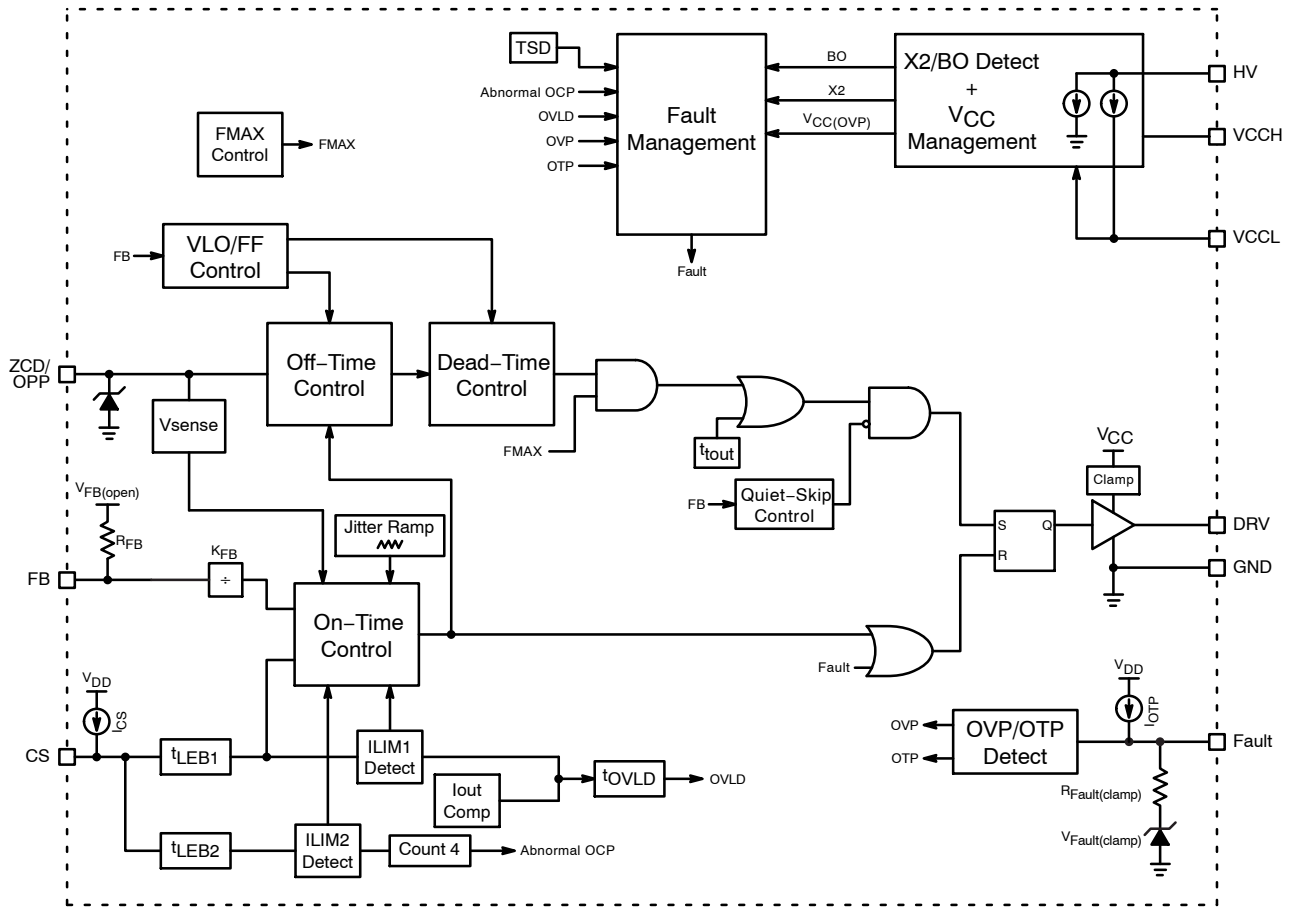 TSD
Abnormal OCP
OVLD
OVP
OTP
Fault
Management
Fault
BO
X2
VCC(OVP)
X2/BO Detect
+
VCC
Management
HV
VCCH
VCCL
FMAX
Control
FMAX
FB
VLO/FF
Control
ZCD/
OPP
Off−Time
Control
Dead−Time
Control
Vsense
FMAX
ttout
FB
Quiet−Skip
Control
VFB(open)
RFB
FB
KFB
÷
Jitter Ramp
On−Time
Control
S
Q
R
VCC
Clamp
DRV
GND
Fault
VDD
ICS
CS
tLEB1
ILIM1
Detect
Iout
Comp
tOVLD
OVLD
tLEB2
ILIM2
Detect
Count 4
Abnormal OCP
OVP
OTP
OVP/OTP
Detect
VDD
IOTP
Fault
RFault(clamp)
VFault(clamp)